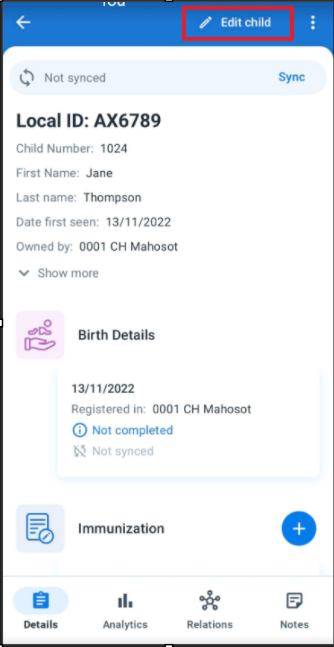 You
Edit child
Not synced
Sync
Local ID: AX6789
Child Number: 1024
First Name: Jane
Last name: Thompson
Date first seen: 13/11/2022
Owned by: 0001 CH Mahosot
Show more
Birth Details
13/11/2022
Registered in: 0001 CH Mahosot
Not completed
Not synced
Immunization
Details
Analytics
Relations
Notes